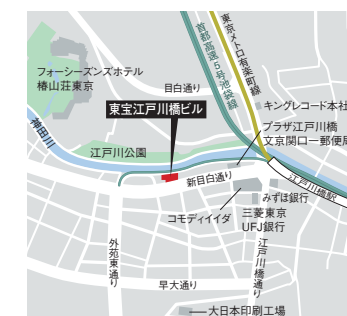 首都高速5号池袋線
東京メトロ有楽町線
フォーシーズンズホテル
椿山荘東京
目白通り
キングレコード本社
東宝江戸川橋ビル
プラザ江戸川橋
文京関口一郵便局
神田川
江戸川公園
新目白通り
江戸川橋駅
みずほ銀行
コモディイイダ
三菱東京
UFJ銀行
外苑東通り
江戸川橋通り
早大通り
大日本印刷工場